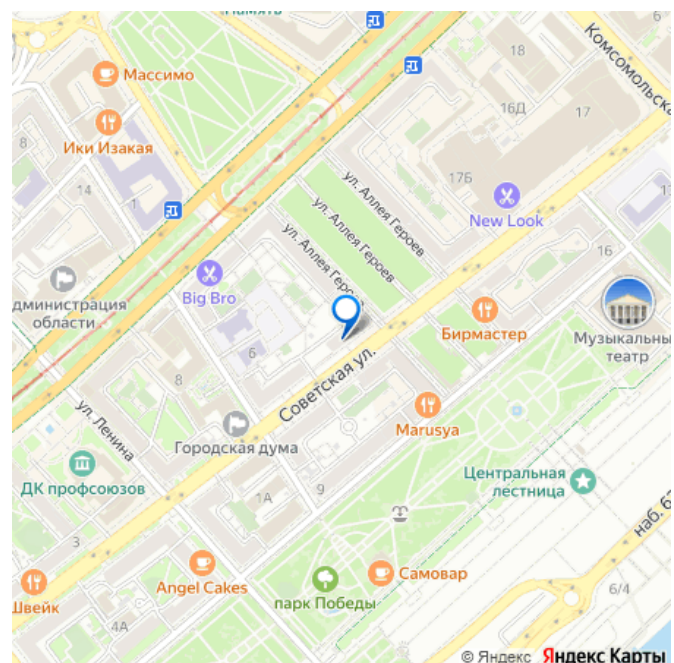 Память
Массимо
Ики Изакая
8
14
1
18
16Д
17
17Б
Комсомольска
New Look
ул. Аллея Героев
ул. Аллея Героев
ул. Аллея Геро
16
дминистрация
области
Big Bro
6
Бирмастер
Музыкальны
театр
Советская ул.
8
ул. Ленина
Городская дума
Marusya
ДК профсоюзов
1А
9
Центральная
лестница
наб. 6
3
Швейк
Angel Cakes
парк Победы
Самовар
6/4
4А
© Яндекс Яндекс Карты